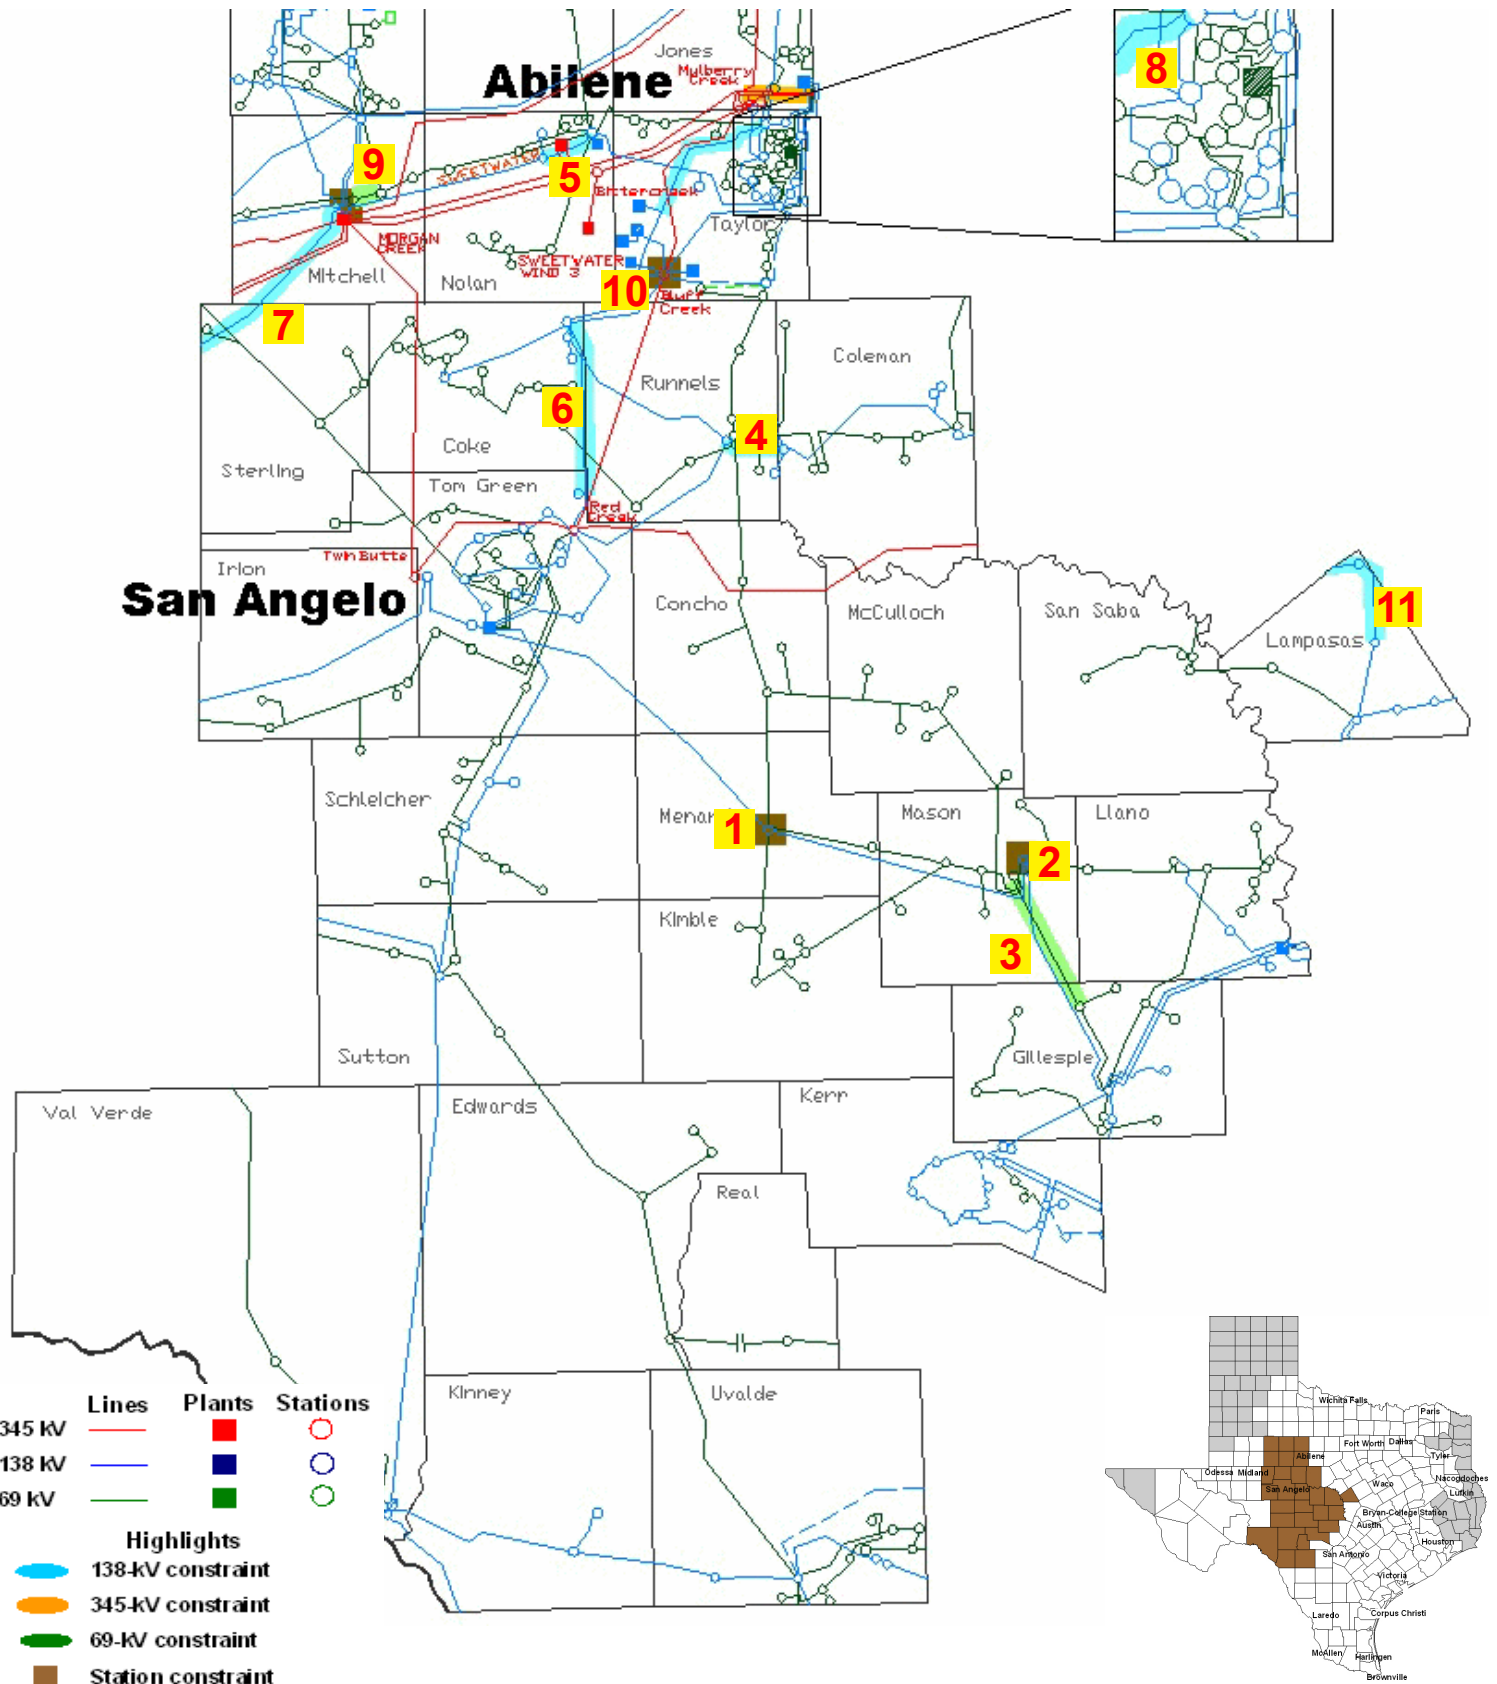 Jones
Abilene
Mulberry
Creek
8
9
SWEETWATER
5
Bittercreek
Taylor
MORGAN
CREEK
Mitchell
Nolan
SWEETWATER
WIND 3
10
Bluff
Creek
7
Coleman
Runnels
6
4
Coke
Sterling
Tom Green
Red
Creek
Twin Butte
Irion
San Angelo
Concho
McCulloch
San Saba
11
Lampasas
Schleicher
Menar
1
Mason
Llano
2
Kimble
3
Sutton
Gillespie
Val Verde
Edwards
Kerr
Real
Kinney
Uvalde
Lines Plants Stations
345 kV
138 kV
69 kV
Highlights
138-kV constraint
345-kV constraint
69-kV constraint
Station constraint
Wichita Falls
Paris
Fort Worth Dallas
Abilene
Tyler
Odessa Midland
Nacogdoches
San Angelo
Waco
Lufkin
Bryan-College Station
Austin
Houston
San Antonio
Victoria
Laredo
Corpus Christi
McAllen
Harlingen
Brownville